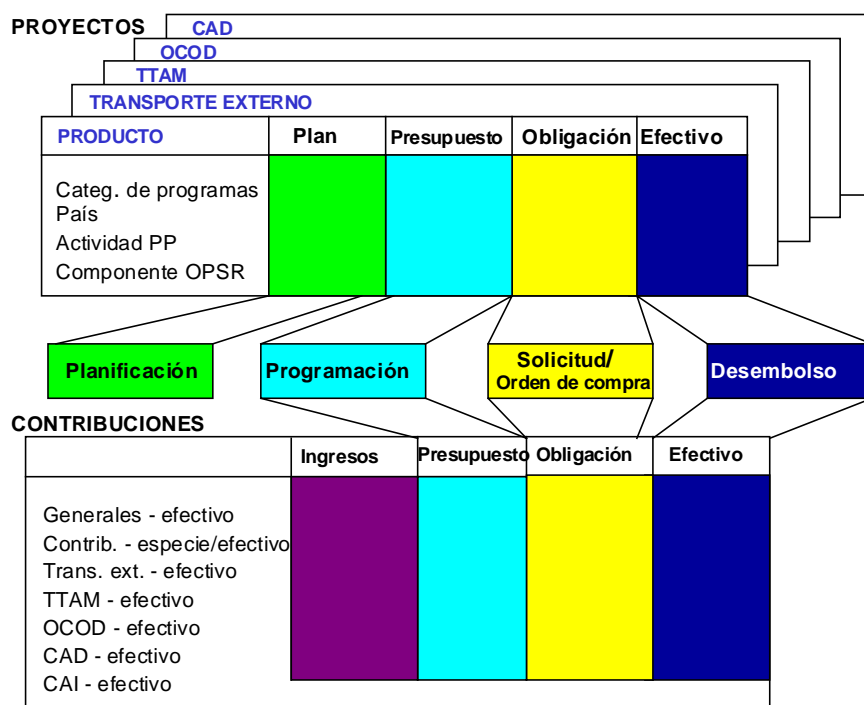 PROYECTOS
CAD
OCOD
TTAM
TRANSPORTE EXTERNO
PRODUCTO Plan Presupuesto Obligación Efectivo
Categ. de programas
País
Actividad PP
Componente OPSR
Planificación
Programación
Solicitud/
Orden de compra
Desembolso
CONTRIBUCIONES
Ingresos Presupuesto Obligación Efectivo
Generales - efectivo
Contrib. - especie/efectivo
Trans. ext. - efectivo
TTAM - efectivo
OCOD - efectivo
CAD - efectivo
CAI - efectivo